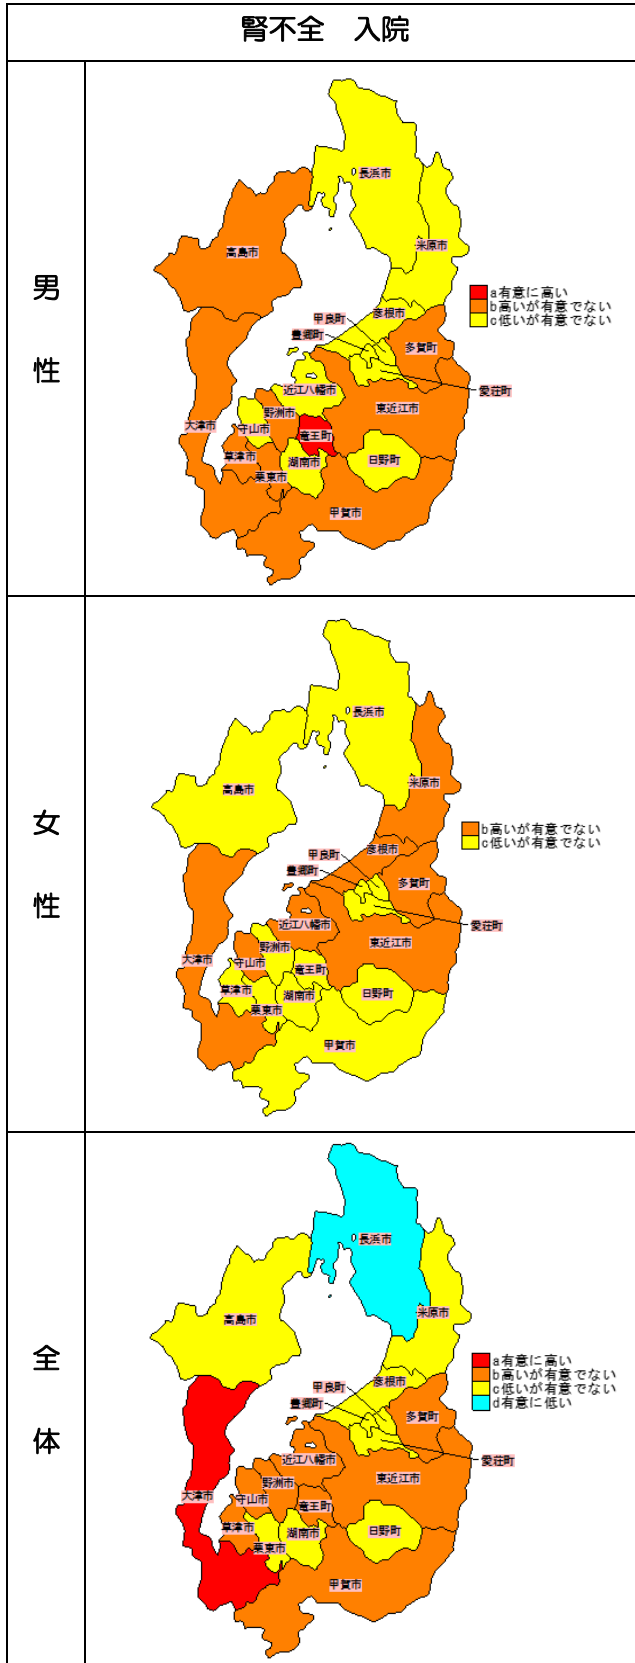 腎不全　入院
男
性
長浜市
米原市
高島市
a有意に高い
b高いが有意でない
c低いが有意でない
彦根市
甲良町
豊郷町
多賀町
愛荘町
近江八幡市
東近江市
野洲市
大津市
守山市
竜王町
草津市
湖南市
日野町
栗東市
甲賀市
女
性
長浜市
米原市
高島市
b高いが有意でない
c低いが有意でない
彦根市
甲良町
豊郷町
多賀町
愛荘町
近江八幡市
東近江市
野洲市
大津市
守山市
竜王町
草津市
湖南市
日野町
栗東市
甲賀市
全
体
長浜市
米原市
高島市
a有意に高い
b高いが有意でない
c低いが有意でない
d有意に低い
彦根市
甲良町
豊郷町
多賀町
愛荘町
近江八幡市
東近江市
野洲市
大津市
守山市
竜王町
草津市
湖南市
日野町
栗東市
甲賀市